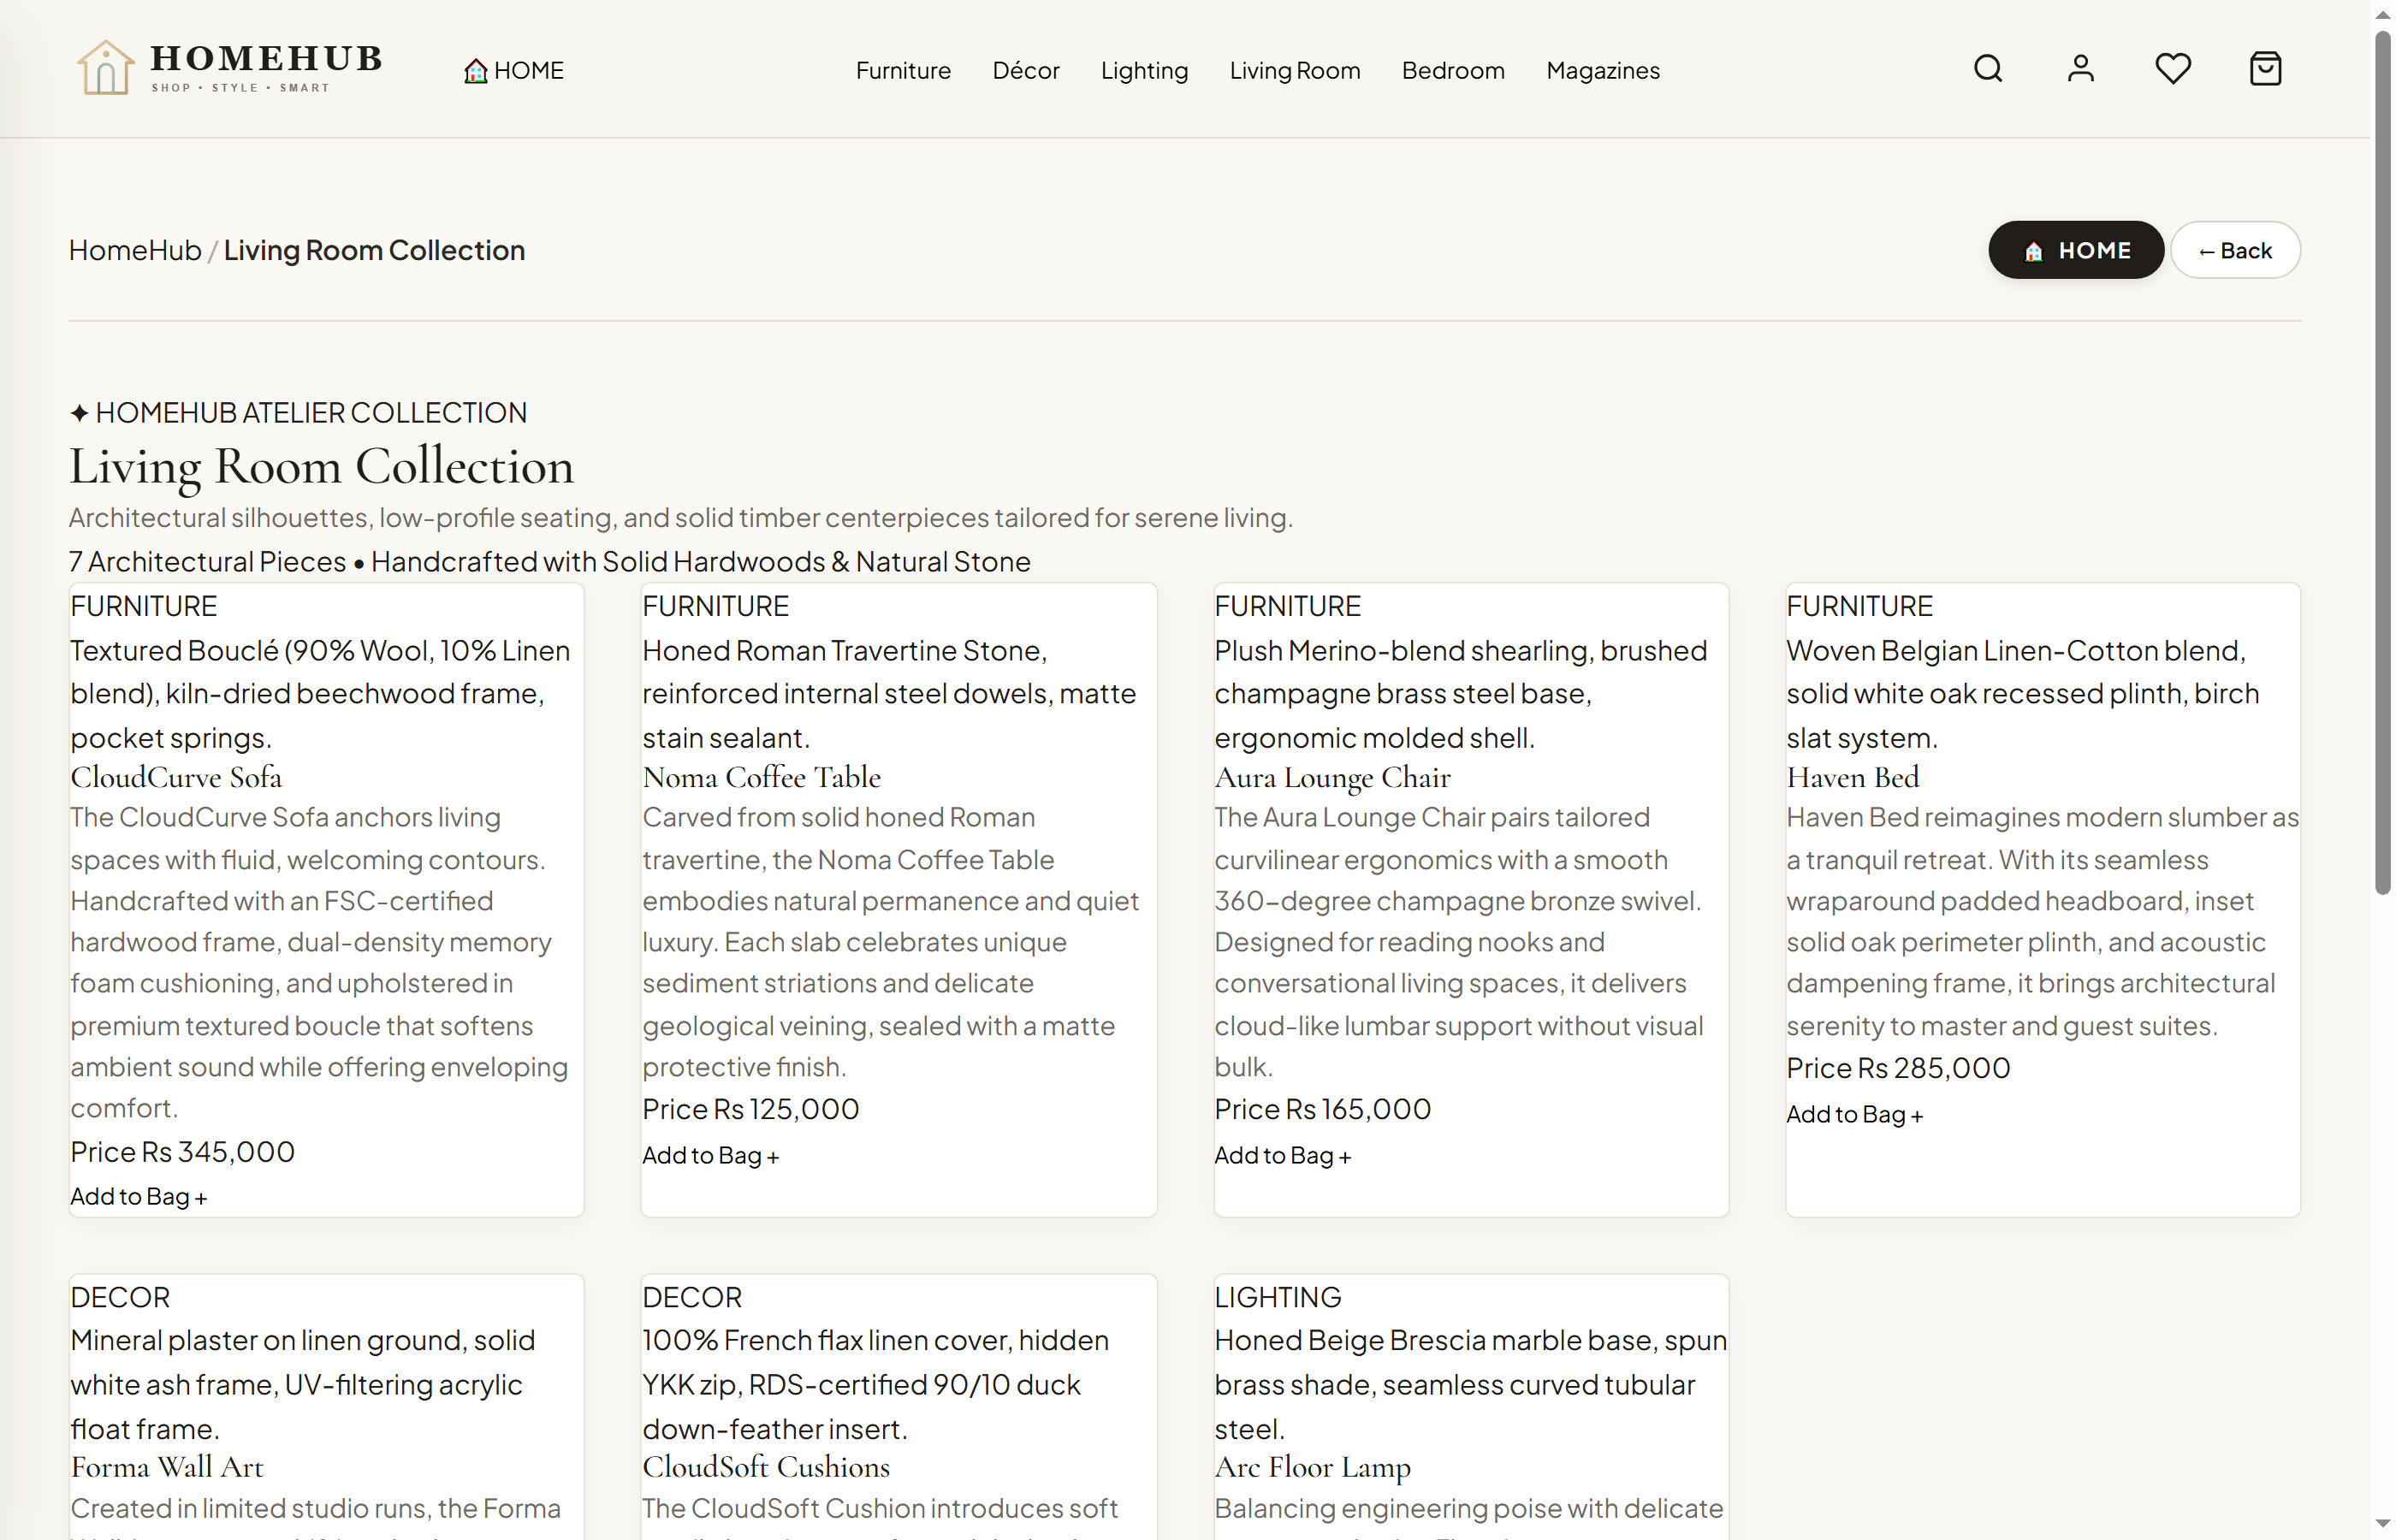 HOMEHUB
SHOP • STYLE • SMART
HOME
Furniture Décor Lighting Living Room Bedroom Magazines
HomeHub / Living Room Collection
HOME
← Back
✦ HOMEHUB ATELIER COLLECTION
Living Room Collection
Architectural silhouettes, low-profile seating, and solid timber centerpieces tailored for serene living.
7 Architectural Pieces • Handcrafted with Solid Hardwoods & Natural Stone
FURNITURE
Textured Bouclé (90% Wool, 10% Linen
blend), kiln-dried beechwood frame,
pocket springs.
CloudCurve Sofa
The CloudCurve Sofa anchors living
spaces with fluid, welcoming contours.
Handcrafted with an FSC-certified
hardwood frame, dual-density memory
foam cushioning, and upholstered in
premium textured boucle that softens
ambient sound while offering enveloping
comfort.
Price Rs 345,000
Add to Bag +
FURNITURE
Honed Roman Travertine Stone,
reinforced internal steel dowels, matte
stain sealant.
Noma Coffee Table
Carved from solid honed Roman
travertine, the Noma Coffee Table
embodies natural permanence and quiet
luxury. Each slab celebrates unique
sediment striations and delicate
geological veining, sealed with a matte
protective finish.
Price Rs 125,000
Add to Bag +
FURNITURE
Plush Merino-blend shearling, brushed
champagne brass steel base,
ergonomic molded shell.
Aura Lounge Chair
The Aura Lounge Chair pairs tailored
curvilinear ergonomics with a smooth
360-degree champagne bronze swivel.
Designed for reading nooks and
conversational living spaces, it delivers
cloud-like lumbar support without visual
bulk.
Price Rs 165,000
Add to Bag +
FURNITURE
Woven Belgian Linen-Cotton blend,
solid white oak recessed plinth, birch
slat system.
Haven Bed
Haven Bed reimagines modern slumber as
a tranquil retreat. With its seamless
wraparound padded headboard, inset
solid oak perimeter plinth, and acoustic
dampening frame, it brings architectural
serenity to master and guest suites.
Price Rs 285,000
Add to Bag +
DECOR
Mineral plaster on linen ground, solid
white ash frame, UV-filtering acrylic
float frame.
Forma Wall Art
Created in limited studio runs, the Forma
DECOR
100% French flax linen cover, hidden
YKK zip, RDS-certified 90/10 duck
down-feather insert.
CloudSoft Cushions
The CloudSoft Cushion introduces soft
LIGHTING
Honed Beige Brescia marble base, spun
brass shade, seamless curved tubular
steel.
Arc Floor Lamp
Balancing engineering poise with delicate